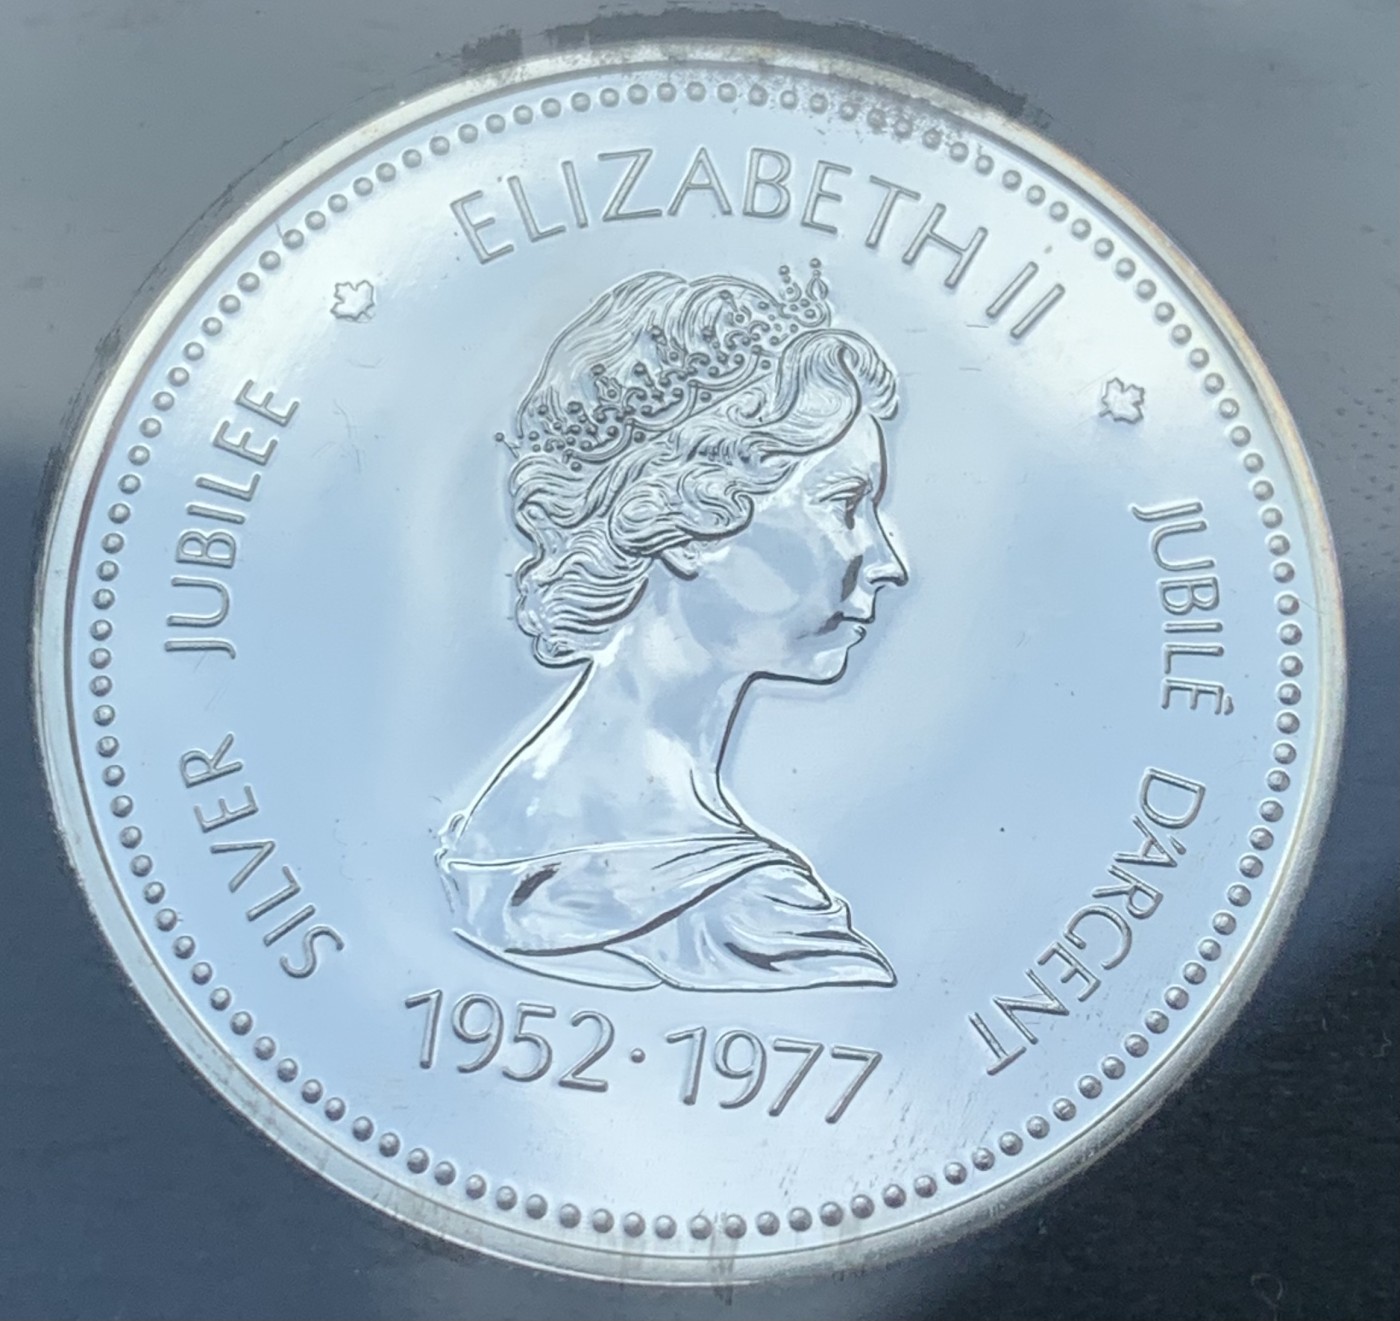 ELIZABETH II
SILVER JUBILEE
JUBILÉ D'ARGENT
1952·1977